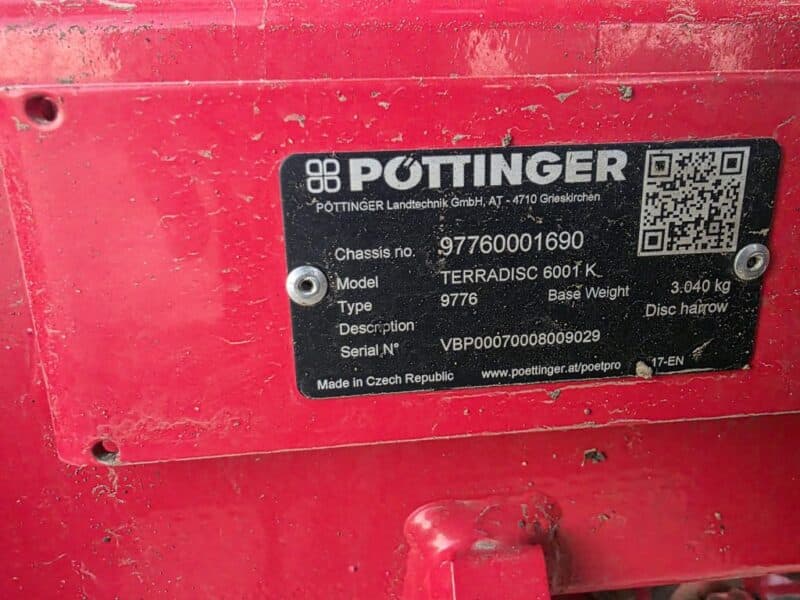 PÖTTINGER
PÖTTINGER Landtechnik GmbH, AT - 4710 Grieskirchen
Chassis no. 97760001690
Model TERRADISC 6001 K
Type 9776 Base Weight 3.040 kg
Description Disc harrow
Serial N° VBP00070008009029
Made in Czech Republic www.poettinger.at/poetpro 17-EN